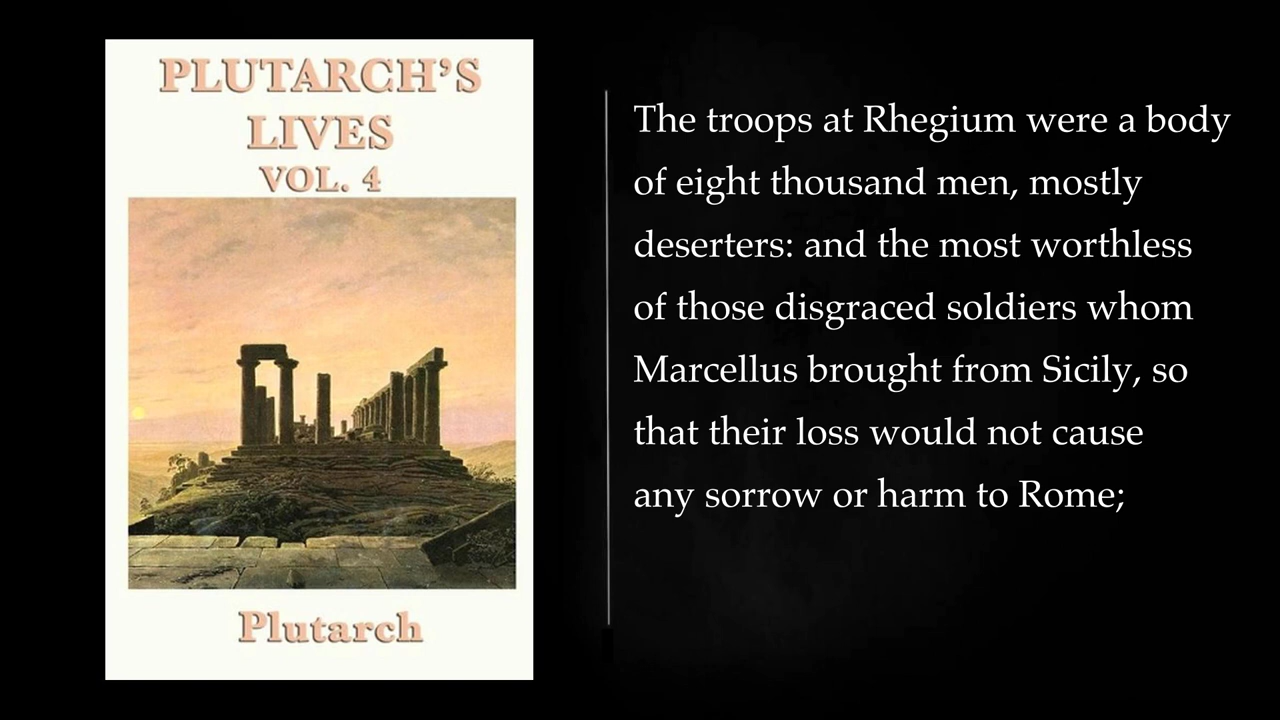 PLUTARCH'S
LIVES
VOL. 4
Plutarch
The troops at Rhegium were a body
of eight thousand men, mostly
deserters: and the most worthless
of those disgraced soldiers whom
Marcellus brought from Sicily, so
that their loss would not cause
any sorrow or harm to Rome;